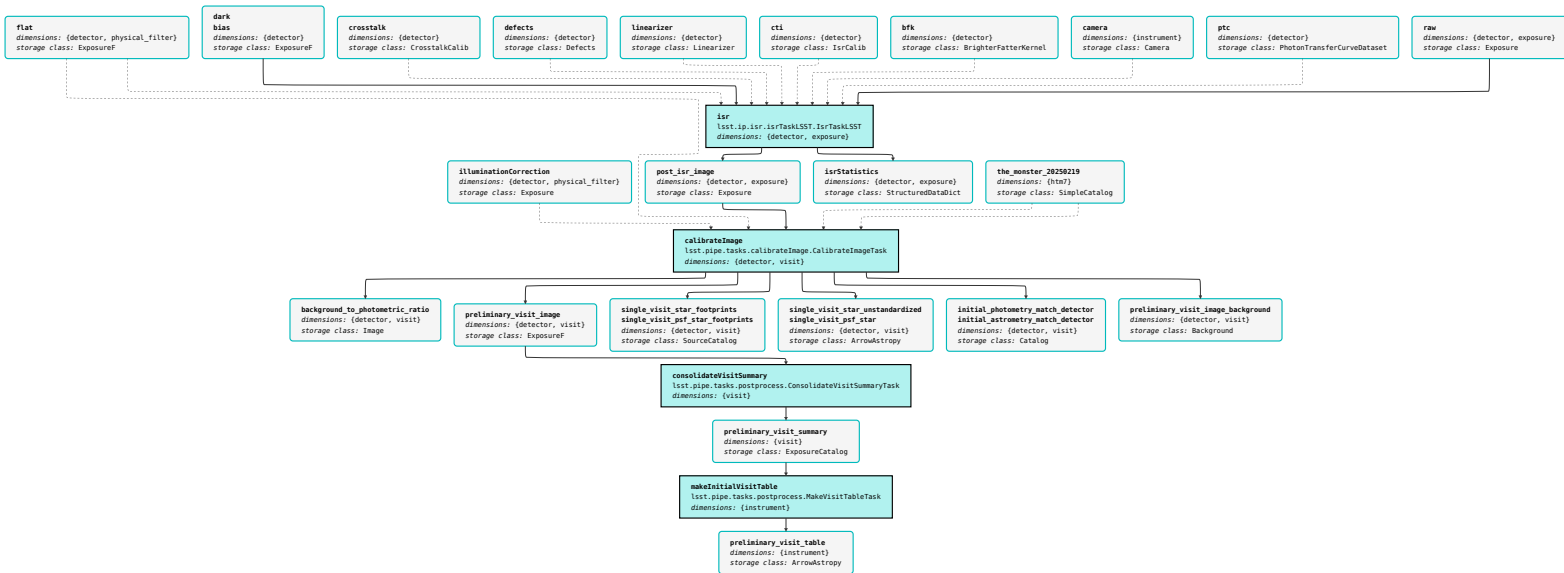 flat
dimensions: {detector, physical_filter}
storage class: ExposureF
dark
bias
dimensions: {detector}
storage class: ExposureF
crosstalk
dimensions: {detector}
storage class: CrosstalkCalib
defects
dimensions: {detector}
storage class: Defects
linearizer
dimensions: {detector}
storage class: Linearizer
cti
dimensions: {detector}
storage class: IsrCalib
bfk
dimensions: {detector}
storage class: BrighterFatterKernel
camera
dimensions: {instrument}
storage class: Camera
ptc
dimensions: {detector}
storage class: PhotonTransferCurveDataset
raw
dimensions: {detector, exposure}
storage class: Exposure
isr
lsst.ip.isr.isrTaskLSST.IsrTaskLSST
dimensions: {detector, exposure}
illuminationCorrection
dimensions: {detector, physical_filter}
storage class: Exposure
post_isr_image
dimensions: {detector, exposure}
storage class: Exposure
isrStatistics
dimensions: {detector, exposure}
storage class: StructuredDataDict
the_monster_20250219
dimensions: {htm7}
storage class: SimpleCatalog
calibrateImage
lsst.pipe.tasks.calibrateImage.CalibrateImageTask
dimensions: {detector, visit}
background_to_photometric_ratio
dimensions: {detector, visit}
storage class: Image
preliminary_visit_image
dimensions: {detector, visit}
storage class: ExposureF
single_visit_star_footprints
single_visit_psf_star_footprints
dimensions: {detector, visit}
storage class: SourceCatalog
single_visit_star_unstandardized
single_visit_psf_star
dimensions: {detector, visit}
storage class: ArrowAstropy
initial_photometry_match_detector
initial_astrometry_match_detector
dimensions: {detector, visit}
storage class: Catalog
preliminary_visit_image_background
dimensions: {detector, visit}
storage class: Background
consolidateVisitSummary
lsst.pipe.tasks.postprocess.ConsolidateVisitSummaryTask
dimensions: {visit}
preliminary_visit_summary
dimensions: {visit}
storage class: ExposureCatalog
makeInitialVisitTable
lsst.pipe.tasks.postprocess.MakeVisitTableTask
dimensions: {instrument}
preliminary_visit_table
dimensions: {instrument}
storage class: ArrowAstropy